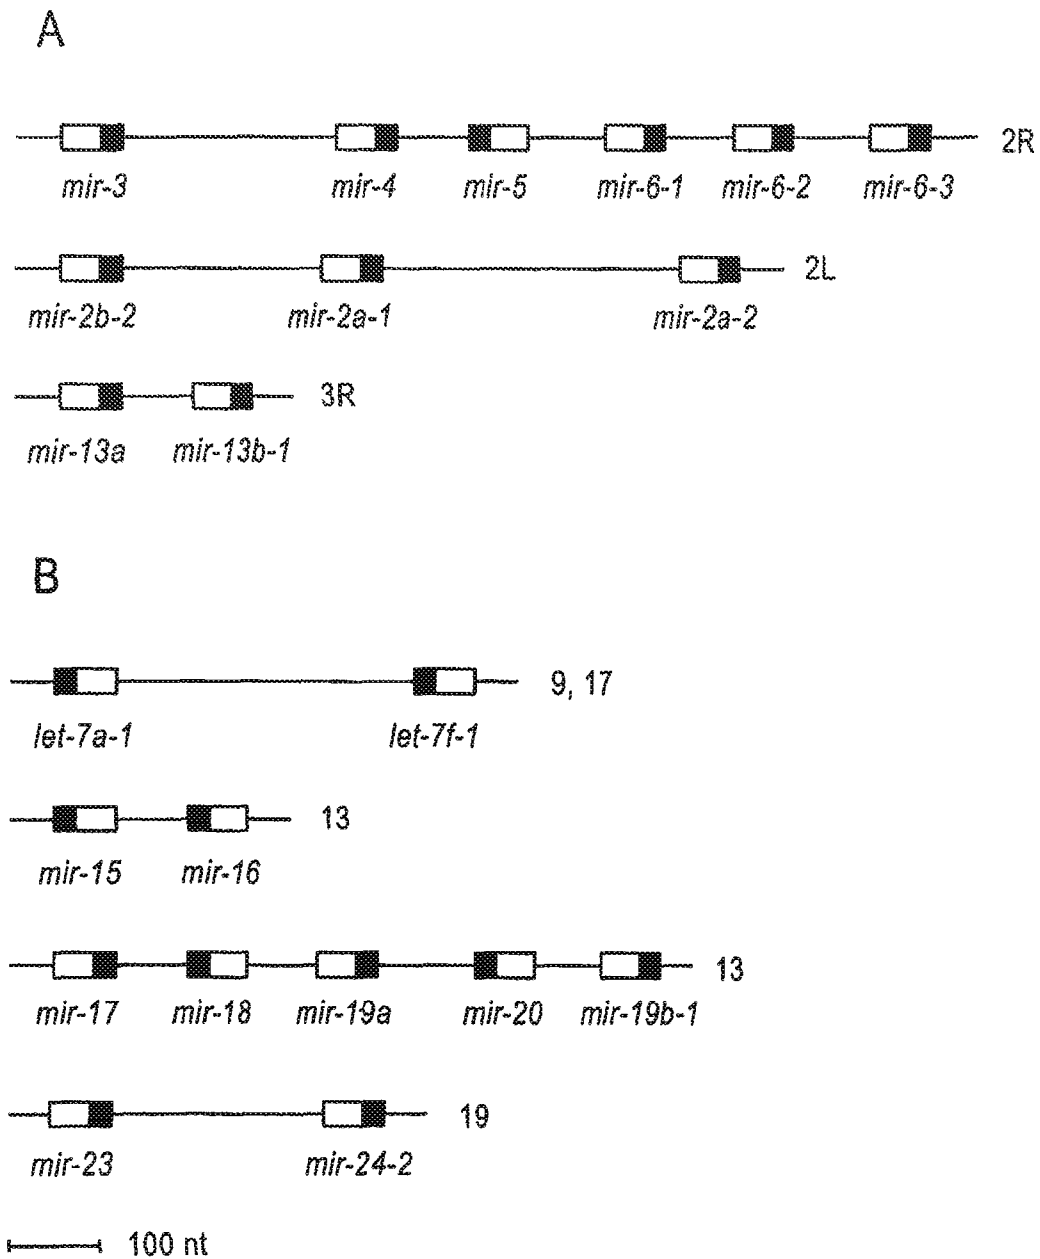 A
2R
mir-3 mir-4 mir-5 mir-6-1 mir-6-2 mir-6-3
2L
mir-2b-2 mir-2a-1 mir-2a-2
3R
mir-13a mir-13b-1
B
9, 17
let-7a-1 let-7f-1
13
mir-15 mir-16
13
mir-17 mir-18 mir-19a mir-20 mir-19b-1
19
mir-23 mir-24-2
100 nt